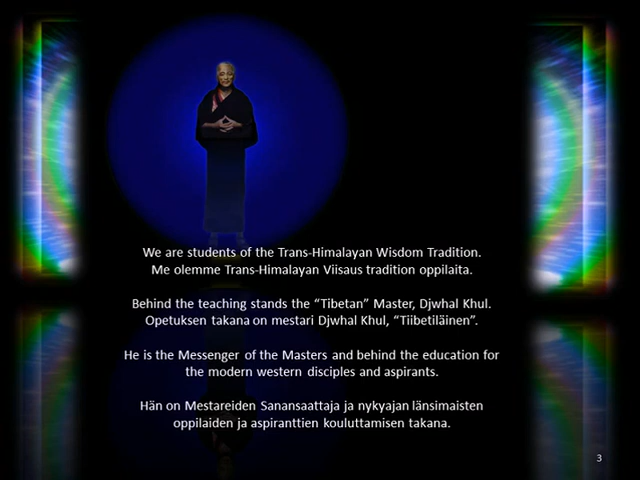 We are students of the Trans-Himalayan Wisdom Tradition.
Me olemme Trans-Himalayan Viisaus tradition oppilaita.
Behind the teaching stands the “Tibetan” Master, Djwhal Khul.
Opetuksen takana on mestari Djwhal Khul, “Tiibetiläinen”.
He is the Messenger of the Masters and behind the education for
the modern western disciples and aspirants.
Hän on Mestareiden Sanansaattaja ja nykyajan länsimaisten
oppilaiden ja aspiranttien kouluttamisen takana.
3